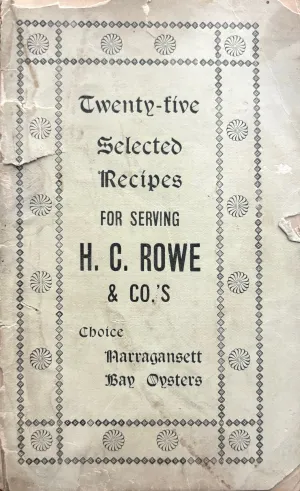 Twenty-five
Selected
Recipes
FOR SERVING
H. C. ROWE
& CO.'S
Choice
Narragansett
Bay Oysters